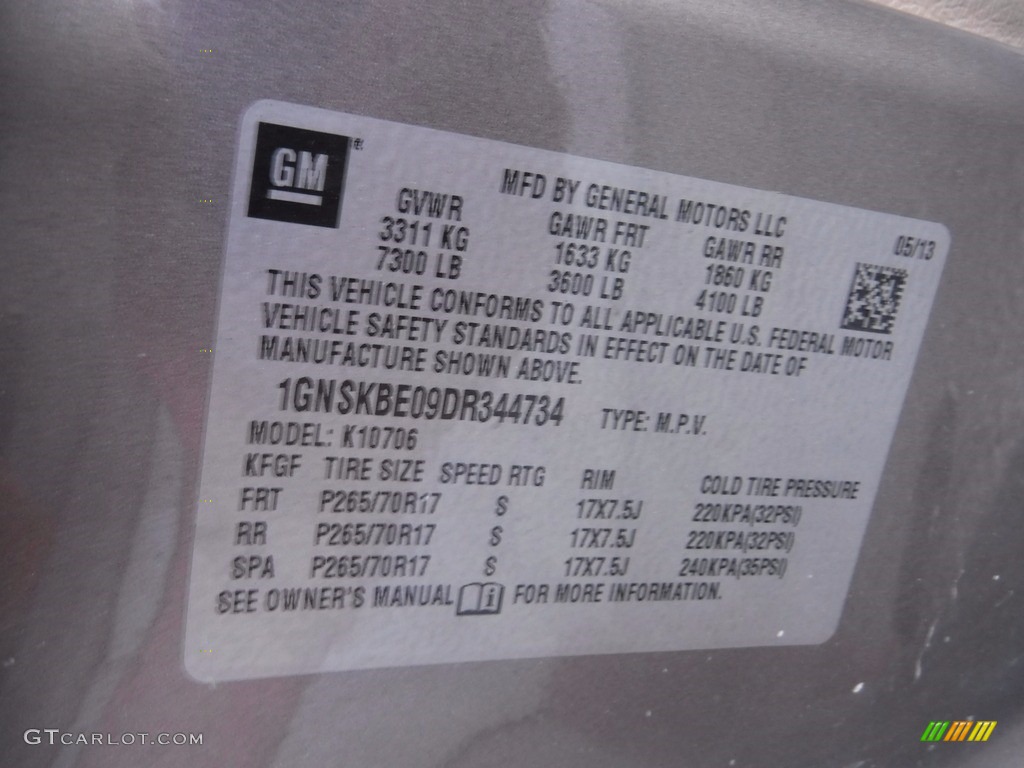 GM
MFD BY GENERAL MOTORS LLC
05/13
GVWR GAWR FRT GAWR RR
3311 KG 1633 KG 1860 KG
7300 LB 3600 LB 4100 LB
THIS VEHICLE CONFORMS TO ALL APPLICABLE U.S. FEDERAL MOTOR
VEHICLE SAFETY STANDARDS IN EFFECT ON THE DATE OF
MANUFACTURE SHOWN ABOVE.
1GNSKBE09DR344734 TYPE: M.P.V.
MODEL: K10706
KFGF TIRE SIZE SPEED RTG RIM COLD TIRE PRESSURE
FRT P265/70R17 S 17X7.5J 220KPA(32PSI)
RR P265/70R17 S 17X7.5J 220KPA(32PSI)
SPA P265/70R17 S 17X7.5J 240KPA(35PSI)
SEE OWNER'S MANUAL i FOR MORE INFORMATION.
GTCARLOT.COM